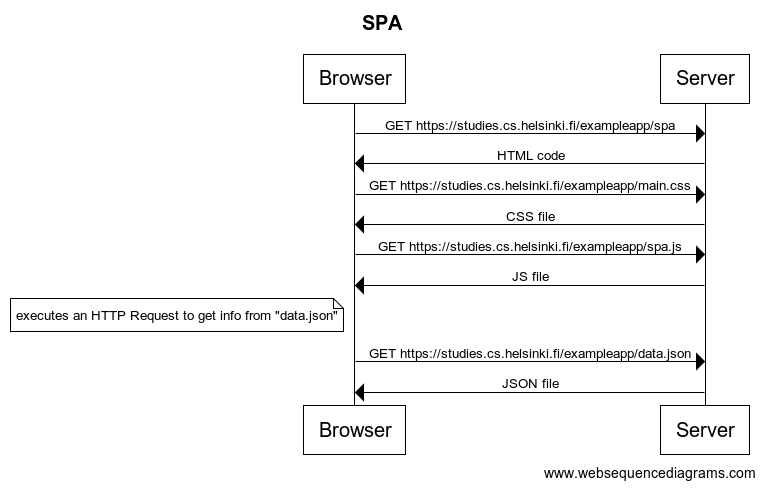 SPA
Browser
Server
GET https://studies.cs.helsinki.fi/exampleapp/spa
HTML code
GET https://studies.cs.helsinki.fi/exampleapp/main.css
CSS file
GET https://studies.cs.helsinki.fi/exampleapp/spa.js
JS file
executes an HTTP Request to get info from "data.json"
GET https://studies.cs.helsinki.fi/exampleapp/data.json
JSON file
Browser
Server
www.websequencediagrams.com